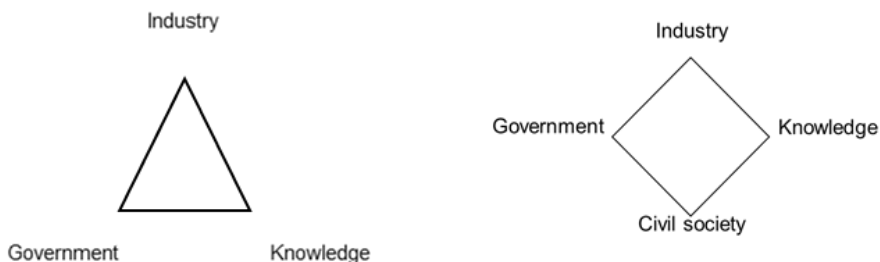 Industry
Government
Knowledge
Industry
Government
Knowledge
Civil society